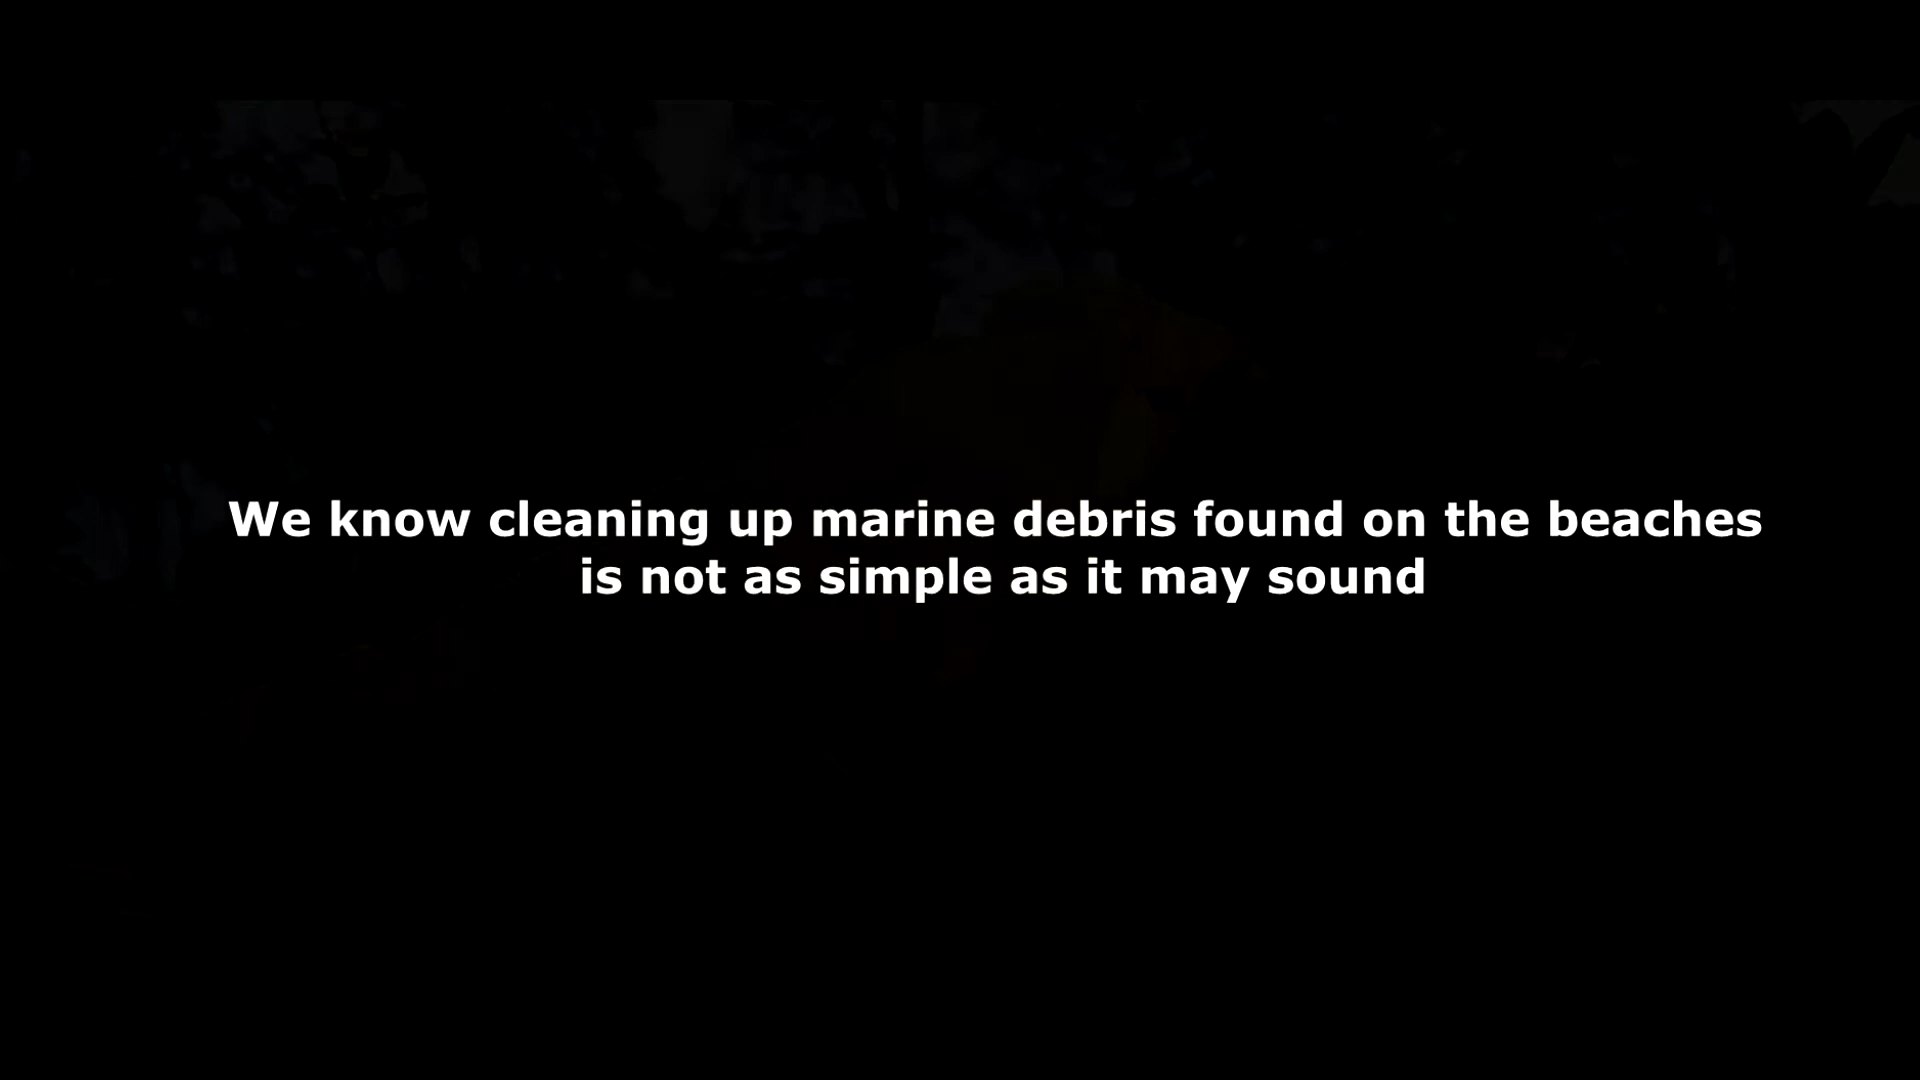 We know cleaning up marine debris found on the beaches
is not as simple as it may sound